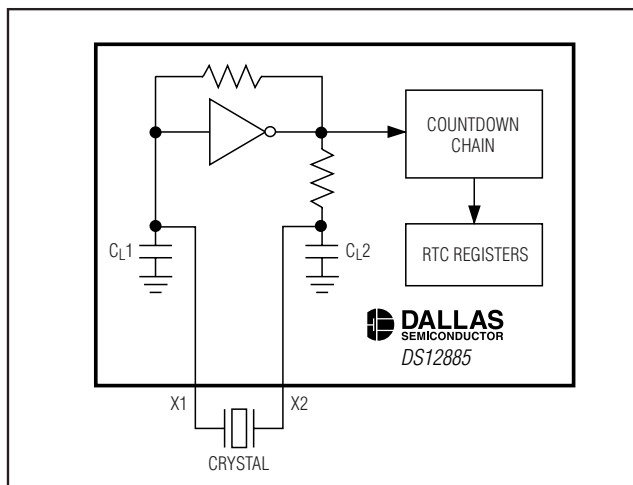 COUNTDOWN
CHAIN
CL1
CL2
RTC REGISTERS
DALLAS
SEMICONDUCTOR
DS12885
X1
X2
CRYSTAL